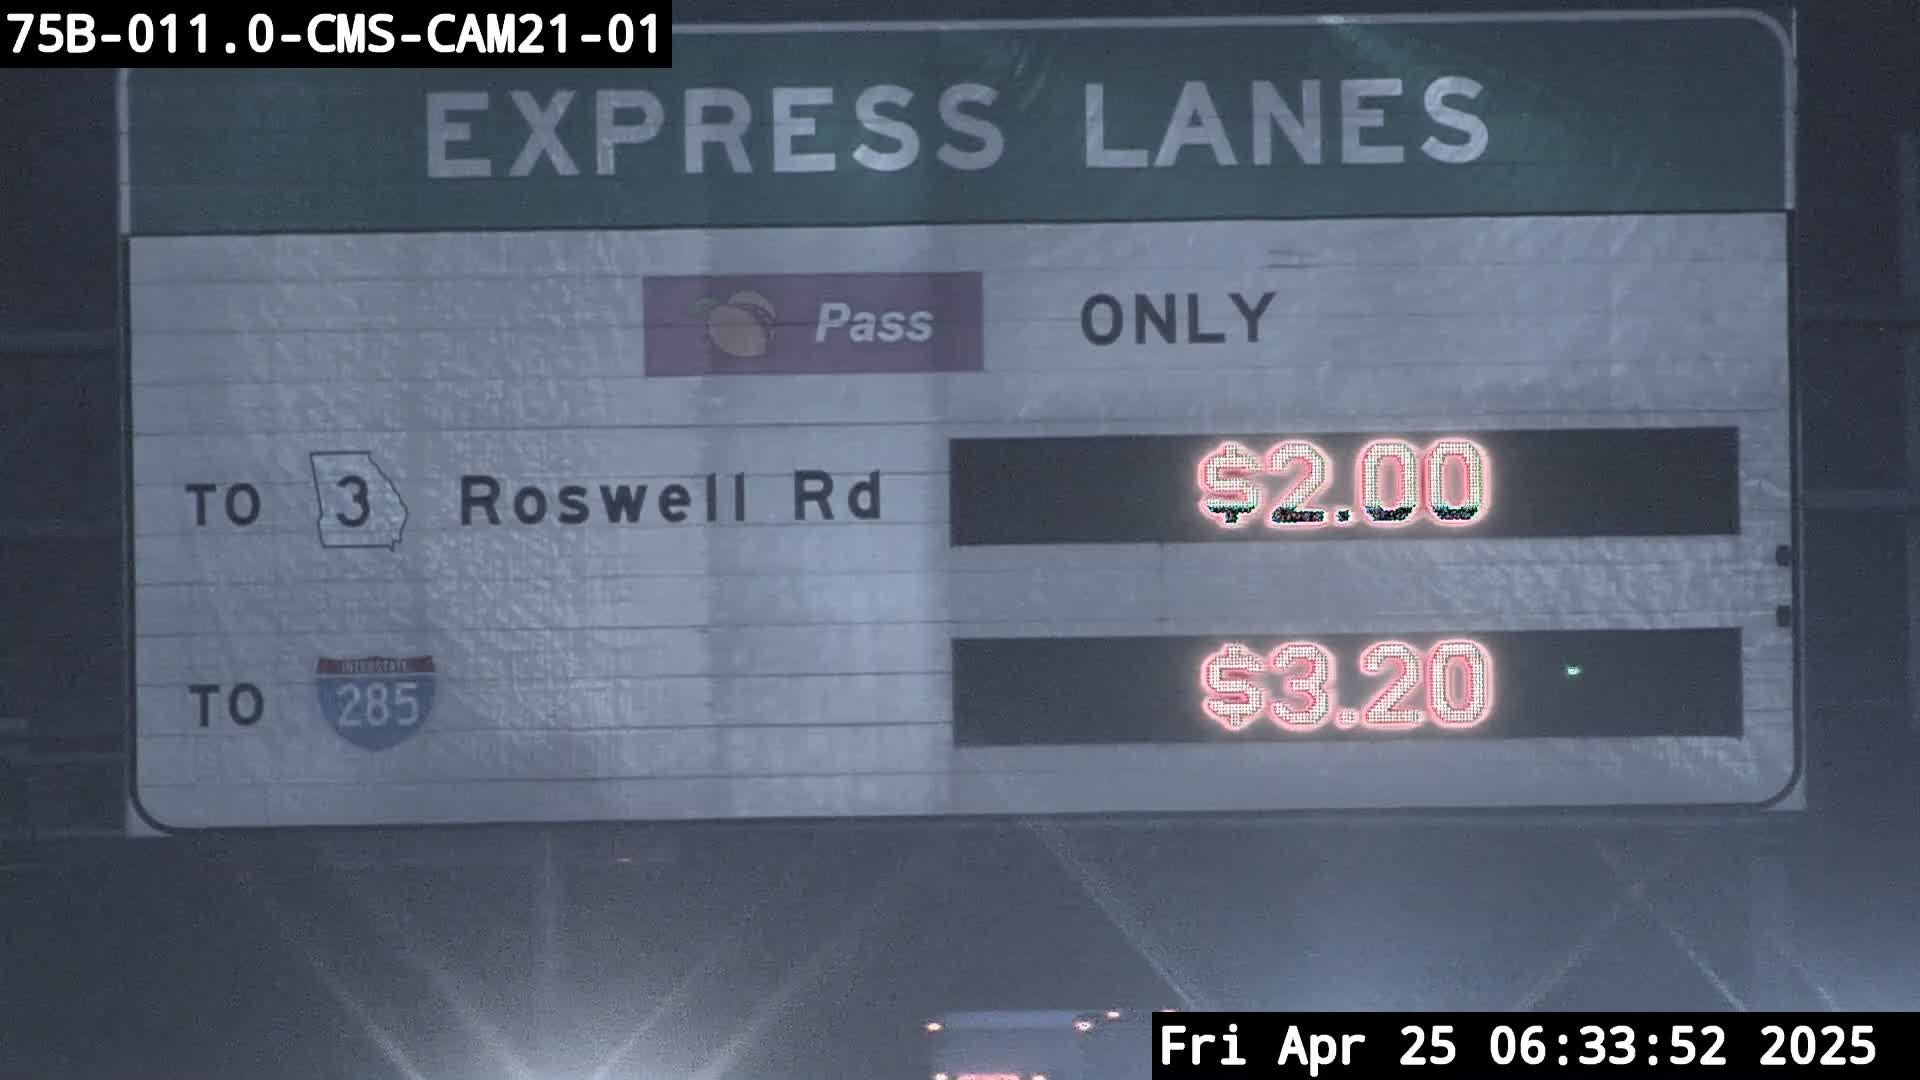 75B-011.0-CMS-CAM21-01
EXPRESS LANES
Pass ONLY
TO 3 Roswell Rd $2.00
INTERSTATE
TO 285 $3.20
Fri Apr 25 06:33:52 2025